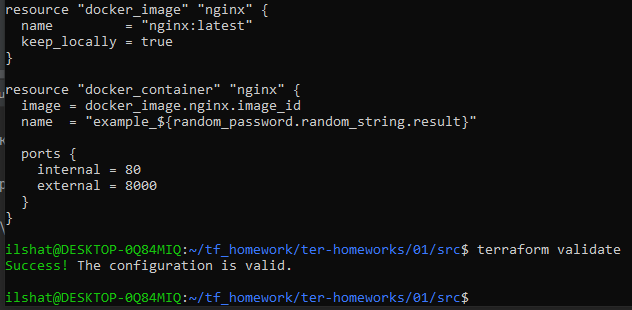 resource "docker_image" "nginx" {
  name         = "nginx:latest"
  keep_locally = true
}

resource "docker_container" "nginx" {
  image = docker_image.nginx.image_id
  name  = "example_${random_password.random_string.result}"

  ports {
    internal = 80
    external = 8000
  }
}

ilshat@DESKTOP-0Q84MIQ:~/tf_homework/ter-homeworks/01/src$ terraform validate
Success! The configuration is valid.

ilshat@DESKTOP-0Q84MIQ:~/tf_homework/ter-homeworks/01/src$